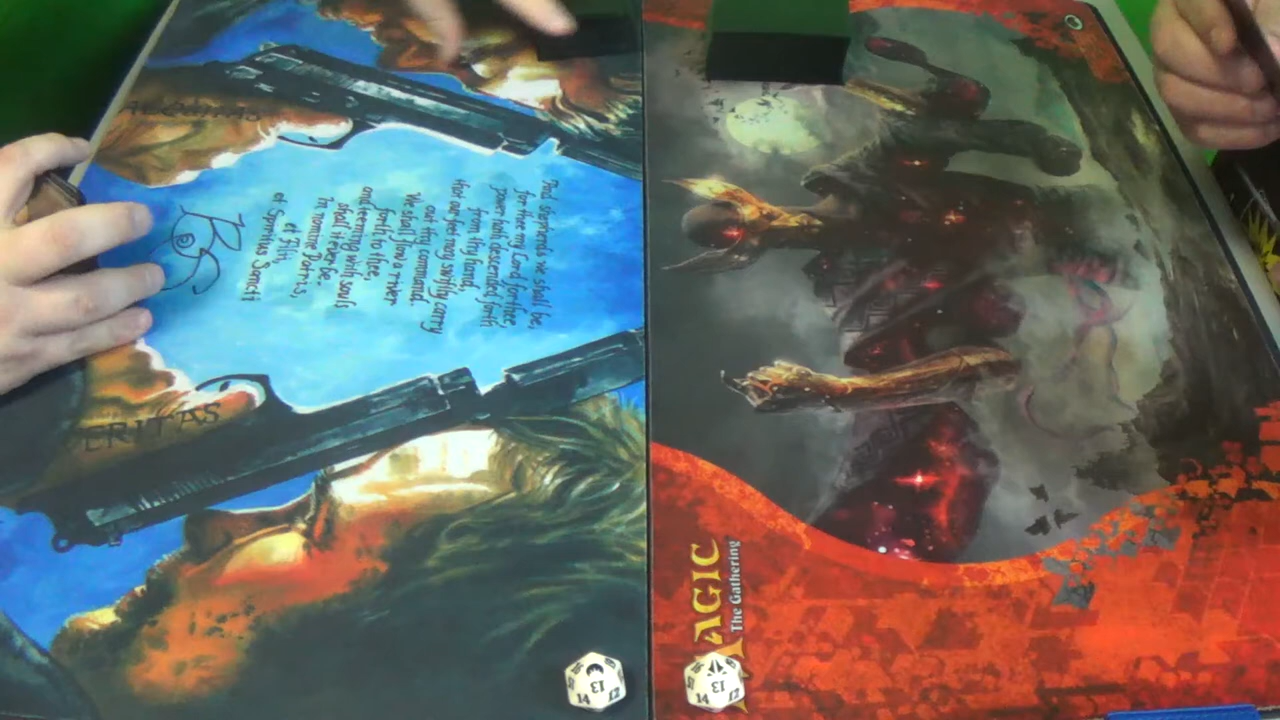 AEQUITAS
And shepherds we shall be,
for thee my Lord for thee,
power hath descended forth
from thy hand,
that our feet may swiftly carry
out thy command.
We shall flow a river
forth to thee,
and teeming with souls
shall it ever be.
In nomine Patris,
et Filii,
et Spiritus Sancti
ERITAS
MAGIC
The Gathering
13
14
12
13
12